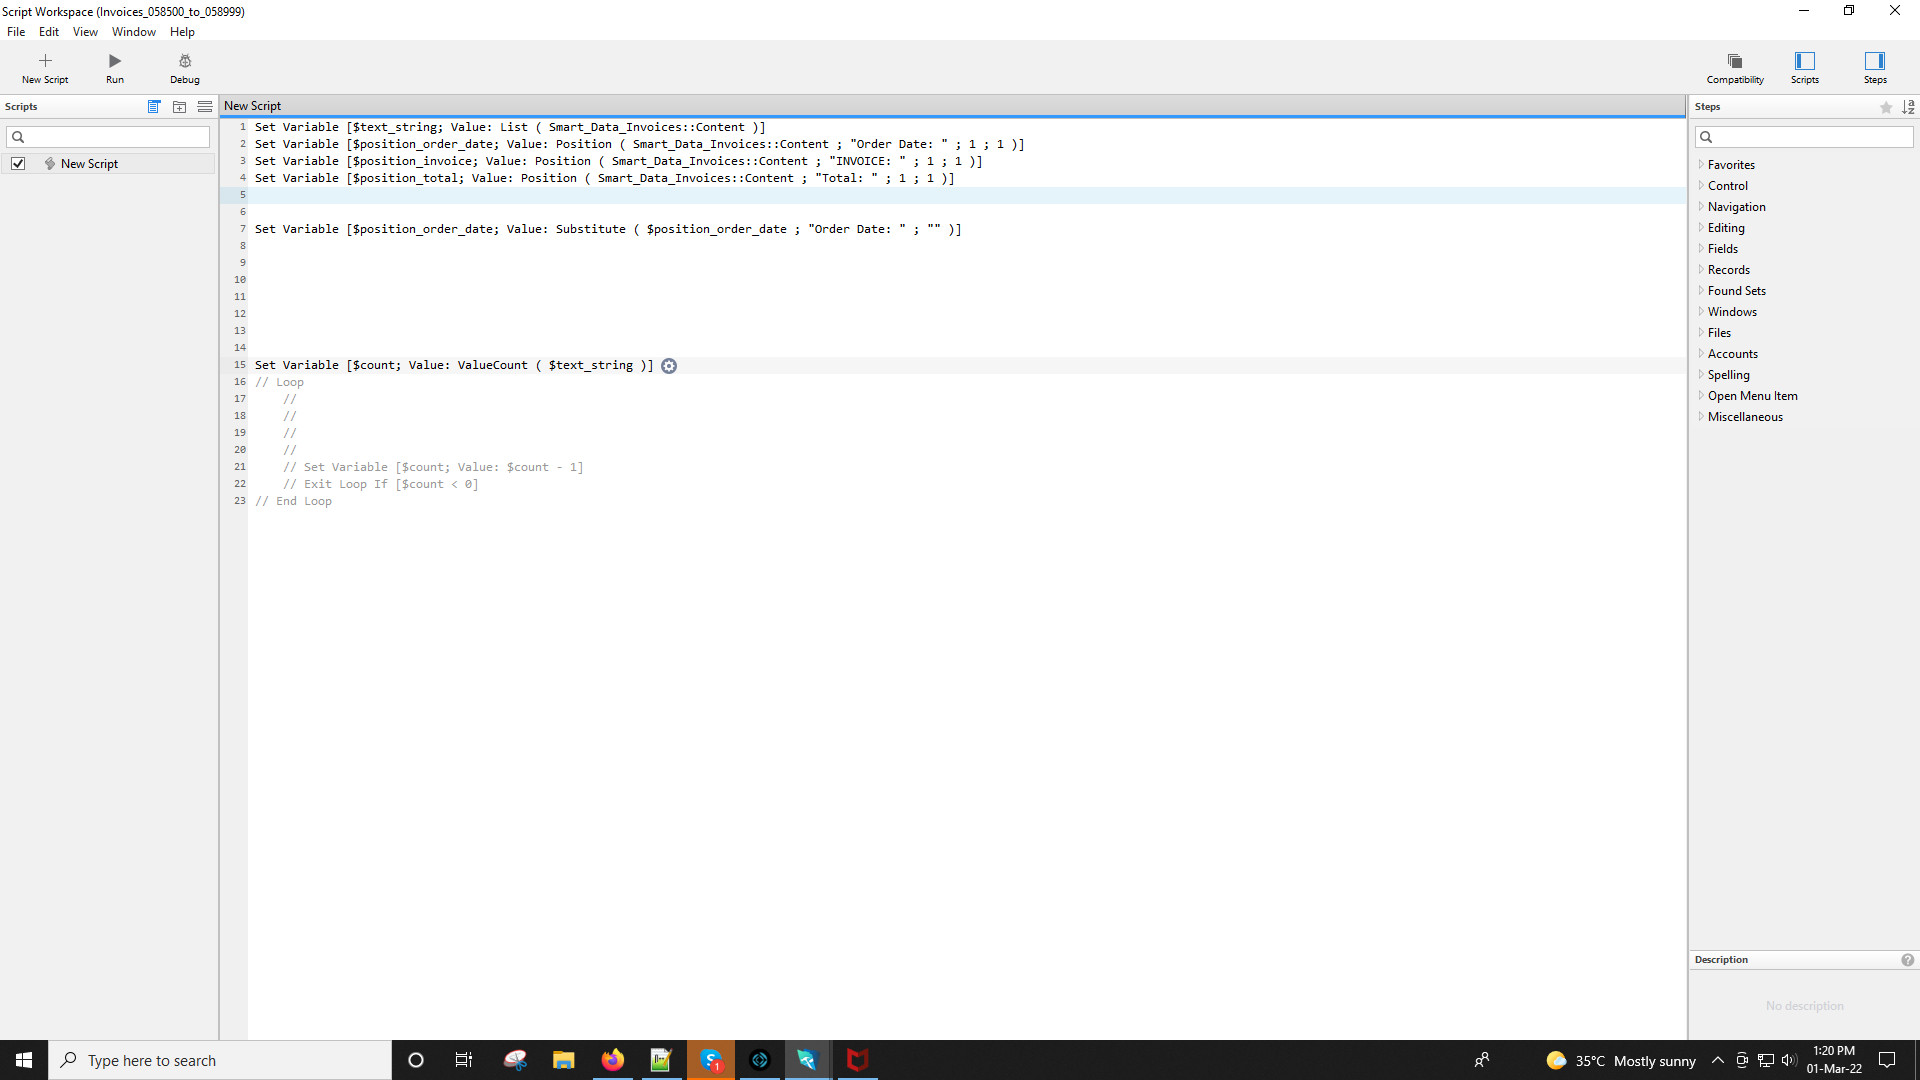 Script Workspace (Invoices_058500_to_058999)
File Edit View Window Help
New Script Run Debug Compatibility Scripts Steps
Scripts
New Script
New Script
1 Set Variable [$text_string; Value: List ( Smart_Data_Invoices::Content )]
2 Set Variable [$position_order_date; Value: Position ( Smart_Data_Invoices::Content ; "Order Date: " ; 1 ; 1 )]
3 Set Variable [$position_invoice; Value: Position ( Smart_Data_Invoices::Content ; "INVOICE: " ; 1 ; 1 )]
4 Set Variable [$position_total; Value: Position ( Smart_Data_Invoices::Content ; "Total: " ; 1 ; 1 )]
5
6
7 Set Variable [$position_order_date; Value: Substitute ( $position_order_date ; "Order Date: " ; "" )]
8
9
10
11
12
13
14
15 Set Variable [$count; Value: ValueCount ( $text_string )]
16 // Loop
17 //
18 //
19 //
20 //
21 // Set Variable [$count; Value: $count - 1]
22 // Exit Loop If [$count < 0]
23 // End Loop
Steps
Favorites
Control
Navigation
Editing
Fields
Records
Found Sets
Windows
Files
Accounts
Spelling
Open Menu Item
Miscellaneous
Description
No description
Type here to search
S 1
35°C Mostly sunny
1:20 PM
01-Mar-22